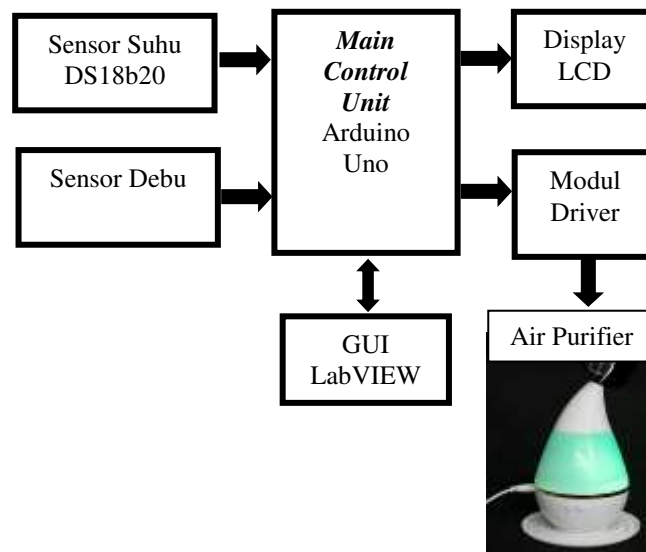 Sensor Suhu
DS18b20
Main
Control
Unit
Arduino
Uno
Display
LCD
Sensor Debu
Modul
Driver
GUI
LabVIEW
Air Purifier